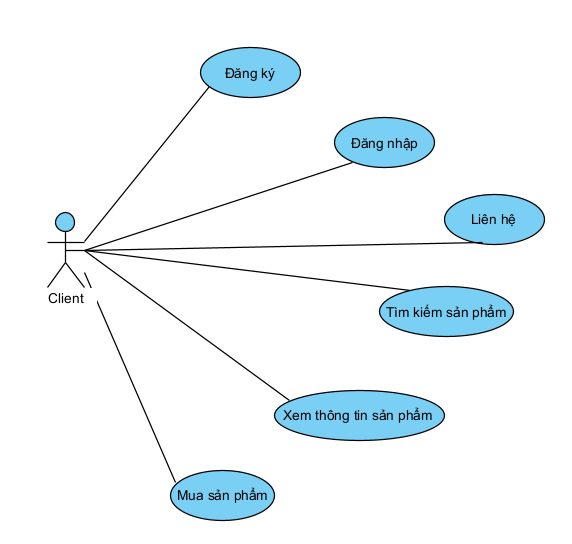 Đăng ký
Đăng nhập
Liên hệ
Client
Tìm kiếm sản phẩm
Xem thông tin sản phẩm
Mua sản phẩm